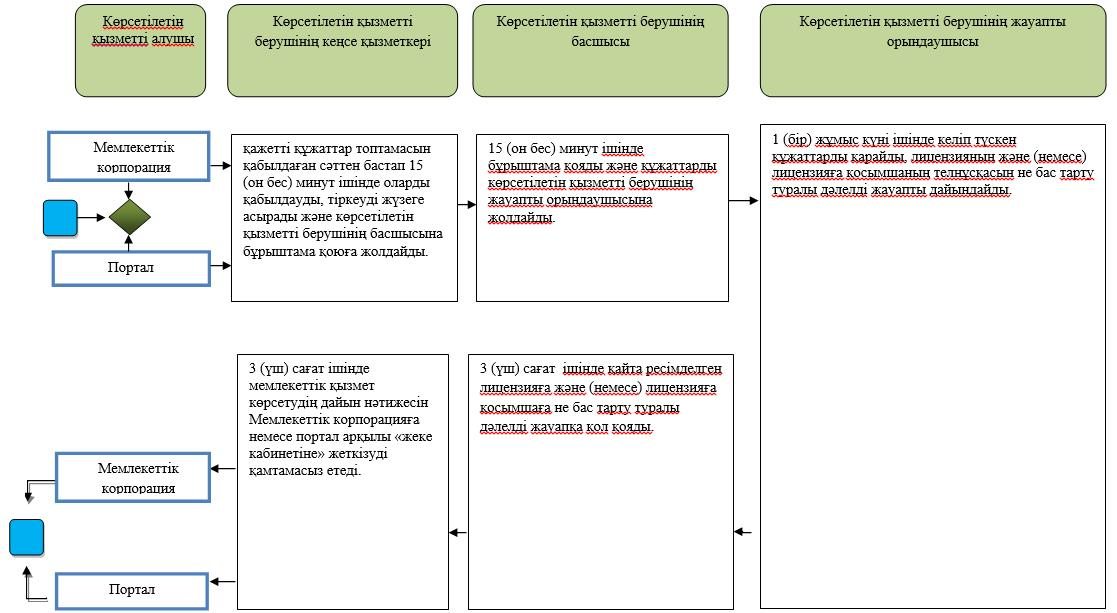 Көрсетілетін
қызметті алушы
Көрсетілетін қызметті
берушінің кеңсе қызметкері
Көрсетілетін қызметті берушінің
басшысы
Көрсетілетін қызметті берушінің жауапты
орындаушысы
Мемлекеттік
корпорация
Портал
қажетті құжаттар топтамасын
қабылдаған сәттен бастап 15
(он бес) минут ішінде оларды
қабылдауды, тіркеуді жүзеге
асырады және көрсетілетін
қызметті берушінің басшысына
бұрыштама қоюға жолдайды.
15 (он бес) минут ішінде
бұрыштама қояды және құжаттарды
көрсетілетін қызметті берушінің
жауапты орындаушысына
жолдайды.
1 (бір) жұмыс күні ішінде келіп түскен
құжаттарды қарайды, лицензияның және (немесе)
лицензияға қосымшаның телнұсқасын не бас тарту
туралы дәлелді жауапты дайындайды.
3 (үш) сағат ішінде
мемлекеттік қызмет
көрсетудің дайын нәтижесін
Мемлекеттік корпорацияға
немесе портал арқылы «жеке
кабинетіне» жеткізуді
қамтамасыз етеді.
3 (үш) сағат ішінде қайта ресімделген
лицензияға және (немесе) лицензияға
қосымшаға не бас тарту туралы
дәлелді жауапқа қол қояды.
Мемлекеттік
корпорация
Портал